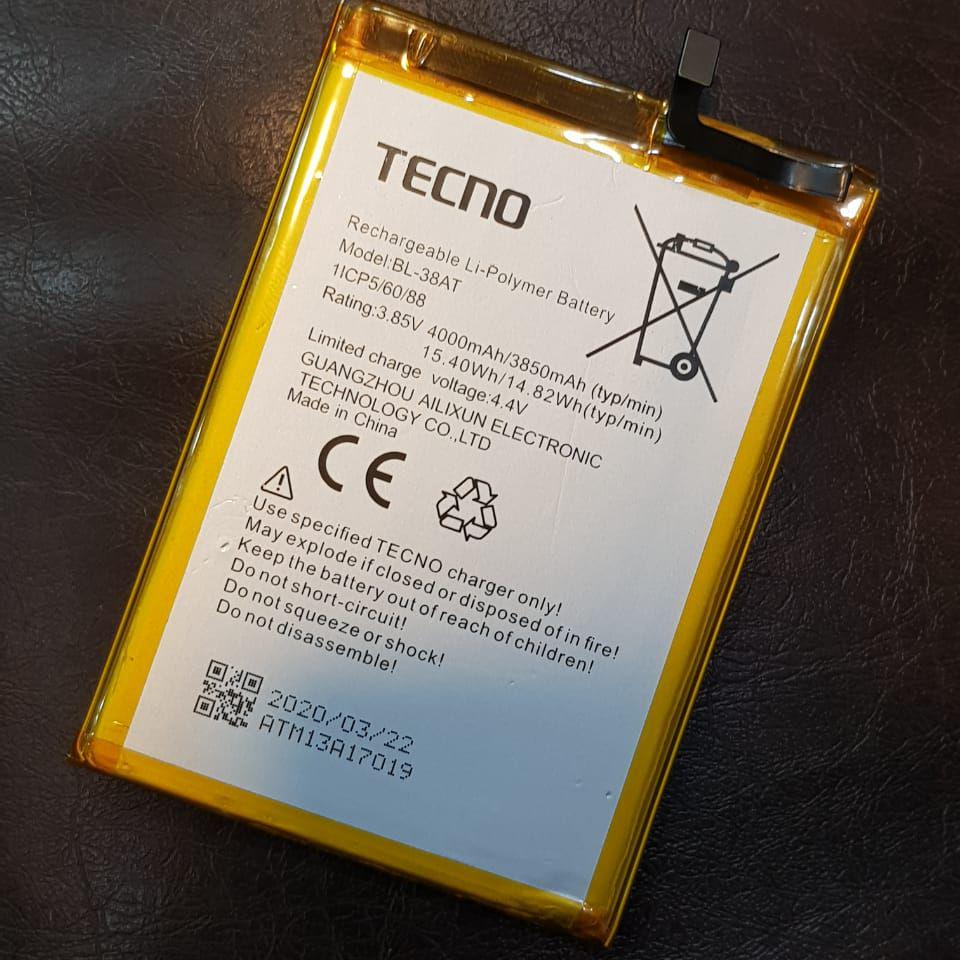 TECNO
Rechargeable Li-Polymer Battery
Model:BL-38AT
1ICP5/60/88
Rating:3.85V 4000mAh/3850mAh (typ/min)
15.40Wh/14.82Wh(typ/min)
Limited charge voltage:4.4V
GUANGZHOU AILIXUN ELECTRONIC
TECHNOLOGY CO.,LTD
Made in China
CE
Use specified TECNO charger only!
May explode if closed or disposed of in fire!
Keep the battery out of reach of children!
Do not short-circuit!
Do not squeeze or shock!
Do not disassemble!
2020/03/22
ATM13A17019